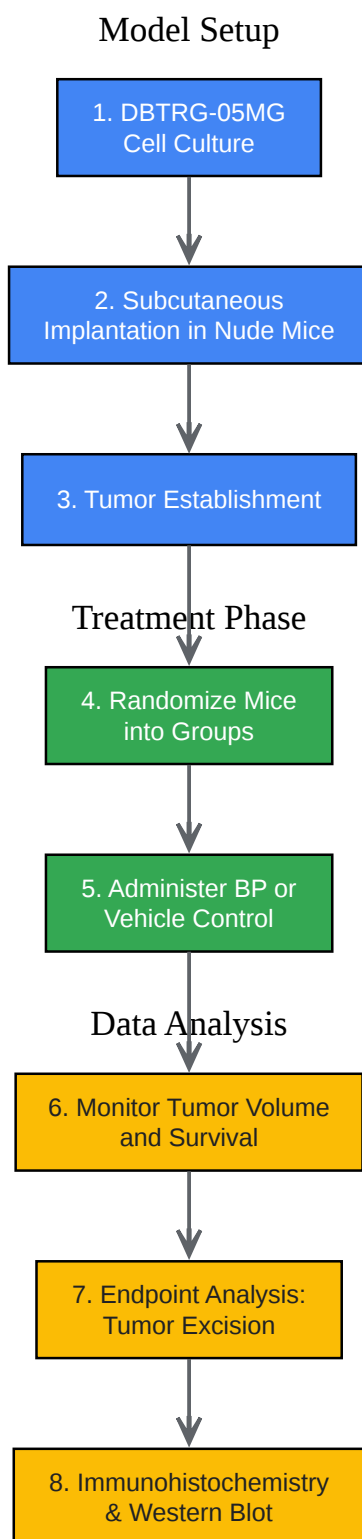 Model Setup
1. DBTRG-05MG
Cell Culture
2. Subcutaneous
Implantation in Nude Mice
3. Tumor Establishment
Treatment Phase
4. Randomize Mice
into Groups
5. Administer BP or
Vehicle Control
Data Analysis
6. Monitor Tumor Volume
and Survival
7. Endpoint Analysis:
Tumor Excision
8. Immunohistochemistry
& Western Blot